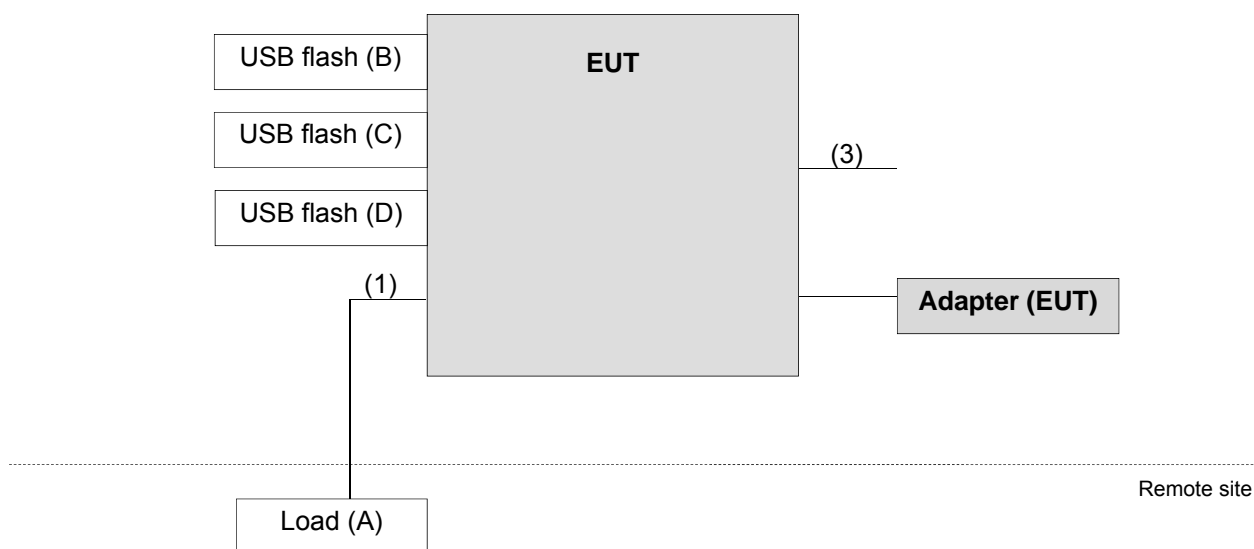 USB flash (B)
EUT
USB flash (C)
(3)
USB flash (D)
(1)
Adapter (EUT)
Remote site
Load (A)